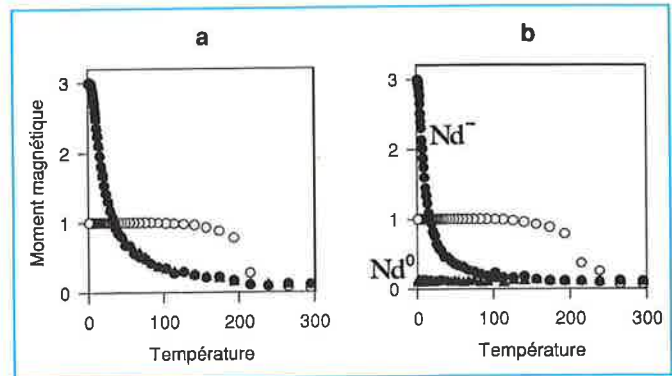 a
3
2
1
0
Moment magnétique
0 100 200 300
Température
b
3
2
1
0
Nd⁻
Nd⁰
0 100 200 300
Température